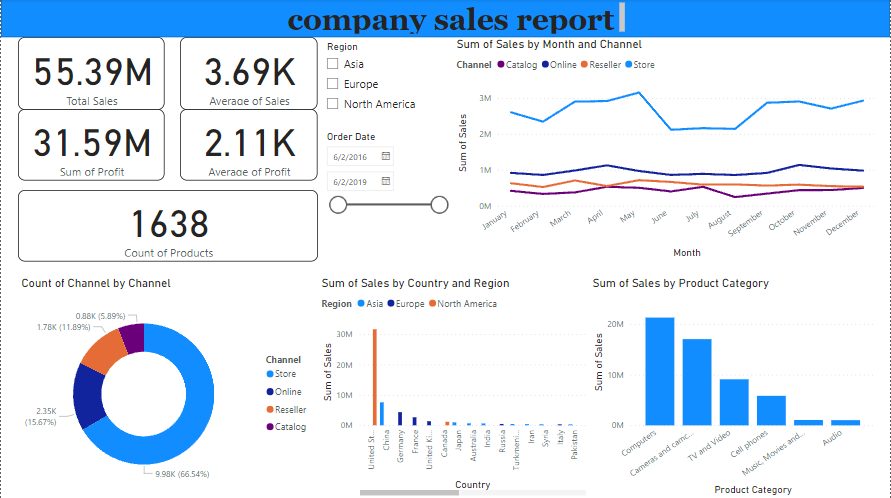 company sales report
55.39M
Total Sales
3.69K
Average of Sales
31.59M
Sum of Profit
2.11K
Average of Profit
1638
Count of Products
Region
Asia
Europe
North America
Order Date
6/2/2016
6/2/2019
Sum of Sales by Month and Channel
Channel Catalog Online Reseller Store
Sum of Sales
3M
2M
1M
0M
January
February
March
April
May
June
July
August
September
October
November
December
Month
Count of Channel by Channel
0.88K (5.89%)
1.78K (11.89%)
2.35K
(15.67%)
9.98K (66.54%)
Channel
Store
Online
Reseller
Catalog
Sum of Sales by Country and Region
Region Asia Europe North America
Sum of Sales
30M
20M
10M
0M
United St...
China
Germany
France
United Ki...
Canada
Japan
Australia
India
Russia
Turkmeni...
Iran
Syria
Italy
Pakistan
Country
Sum of Sales by Product Category
Sum of Sales
20M
10M
0M
Computers
Cameras and camc...
TV and Video
Cell phones
Music, Movies and...
Audio
Product Category